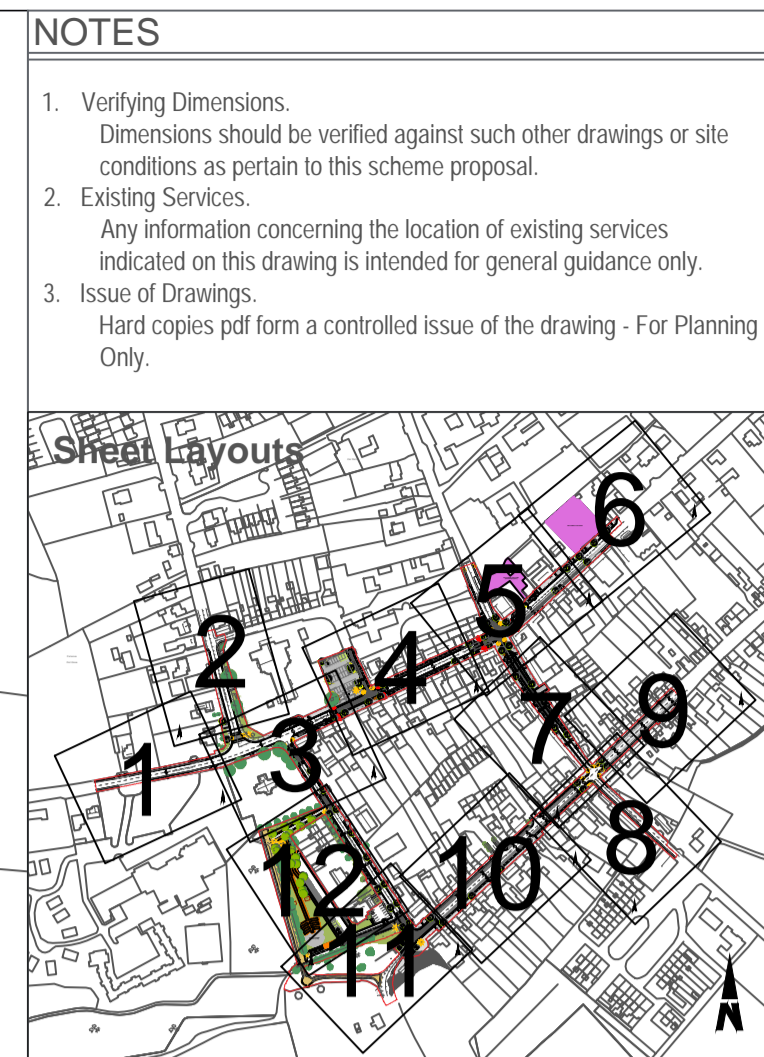 NOTES
1. Verifying Dimensions.
Dimensions should be verified against such other drawings or site
conditions as pertain to this scheme proposal.
2. Existing Services.
Any information concerning the location of existing services
indicated on this drawing is intended for general guidance only.
3. Issue of Drawings.
Hard copies pdf form a controlled issue of the drawing - For Planning
Only.
Sheet Layouts
6
5
2
4
9
7
3
1
8
12
10
11
N